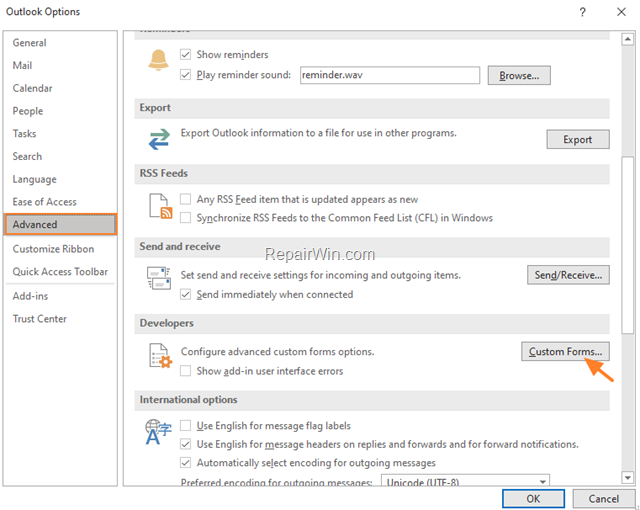 Outlook Options
?
General
Mail
Calendar
People
Tasks
Search
Language
Ease of Access
Advanced
Customize Ribbon
Quick Access Toolbar
Add-ins
Trust Center
Reminders
Show reminders
Play reminder sound: reminder.wav Browse...
Export
Export Outlook information to a file for use in other programs. Export
RSS Feeds
Any RSS Feed item that is updated appears as new
Synchronize RSS Feeds to the Common Feed List (CFL) in Windows
Send and receive
RepairWin.com
Set send and receive settings for incoming and outgoing items. Send/Receive...
Send immediately when connected
Developers
Configure advanced custom forms options. Custom Forms...
Show add-in user interface errors
International options
A字
Use English for message flag labels
Use English for message headers on replies and forwards and for forward notifications.
Automatically select encoding for outgoing messages
Preferred encoding for outgoing messages: Unicode (UTF-8)
OK Cancel